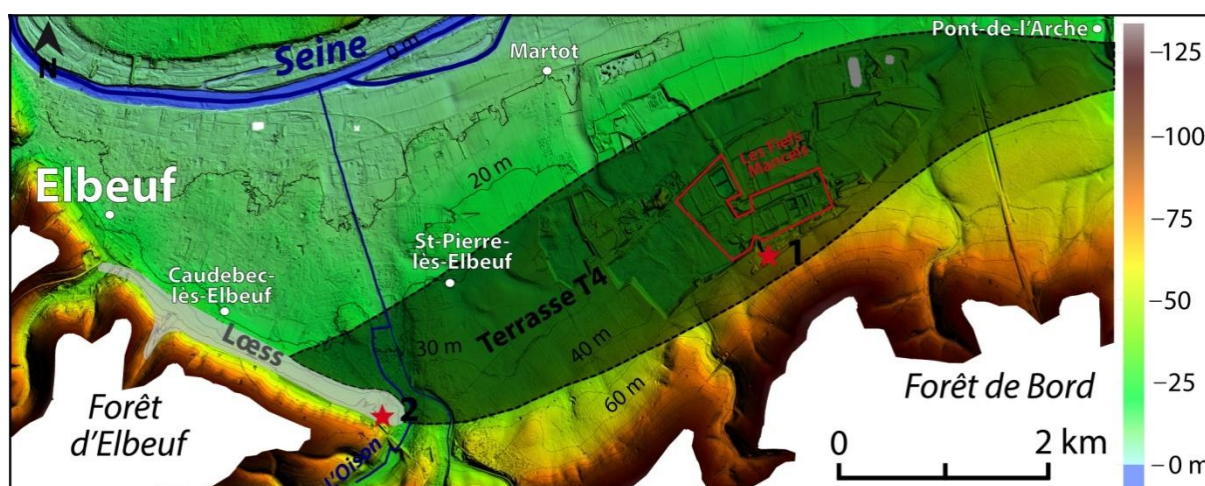 N
Seine
0 m
Martot
Pont-de-l'Arche
Elbeuf
20 m
Les Fiefs
Mancels
1
St-Pierre-
lès-Elbeuf
Caudebec-
lès-Elbeuf
Lœss
Terrasse T4
30 m
40 m
60 m
2
Forêt
d'Elbeuf
L'Oison
Forêt de Bord
0
2 km
125
100
75
50
25
0 m